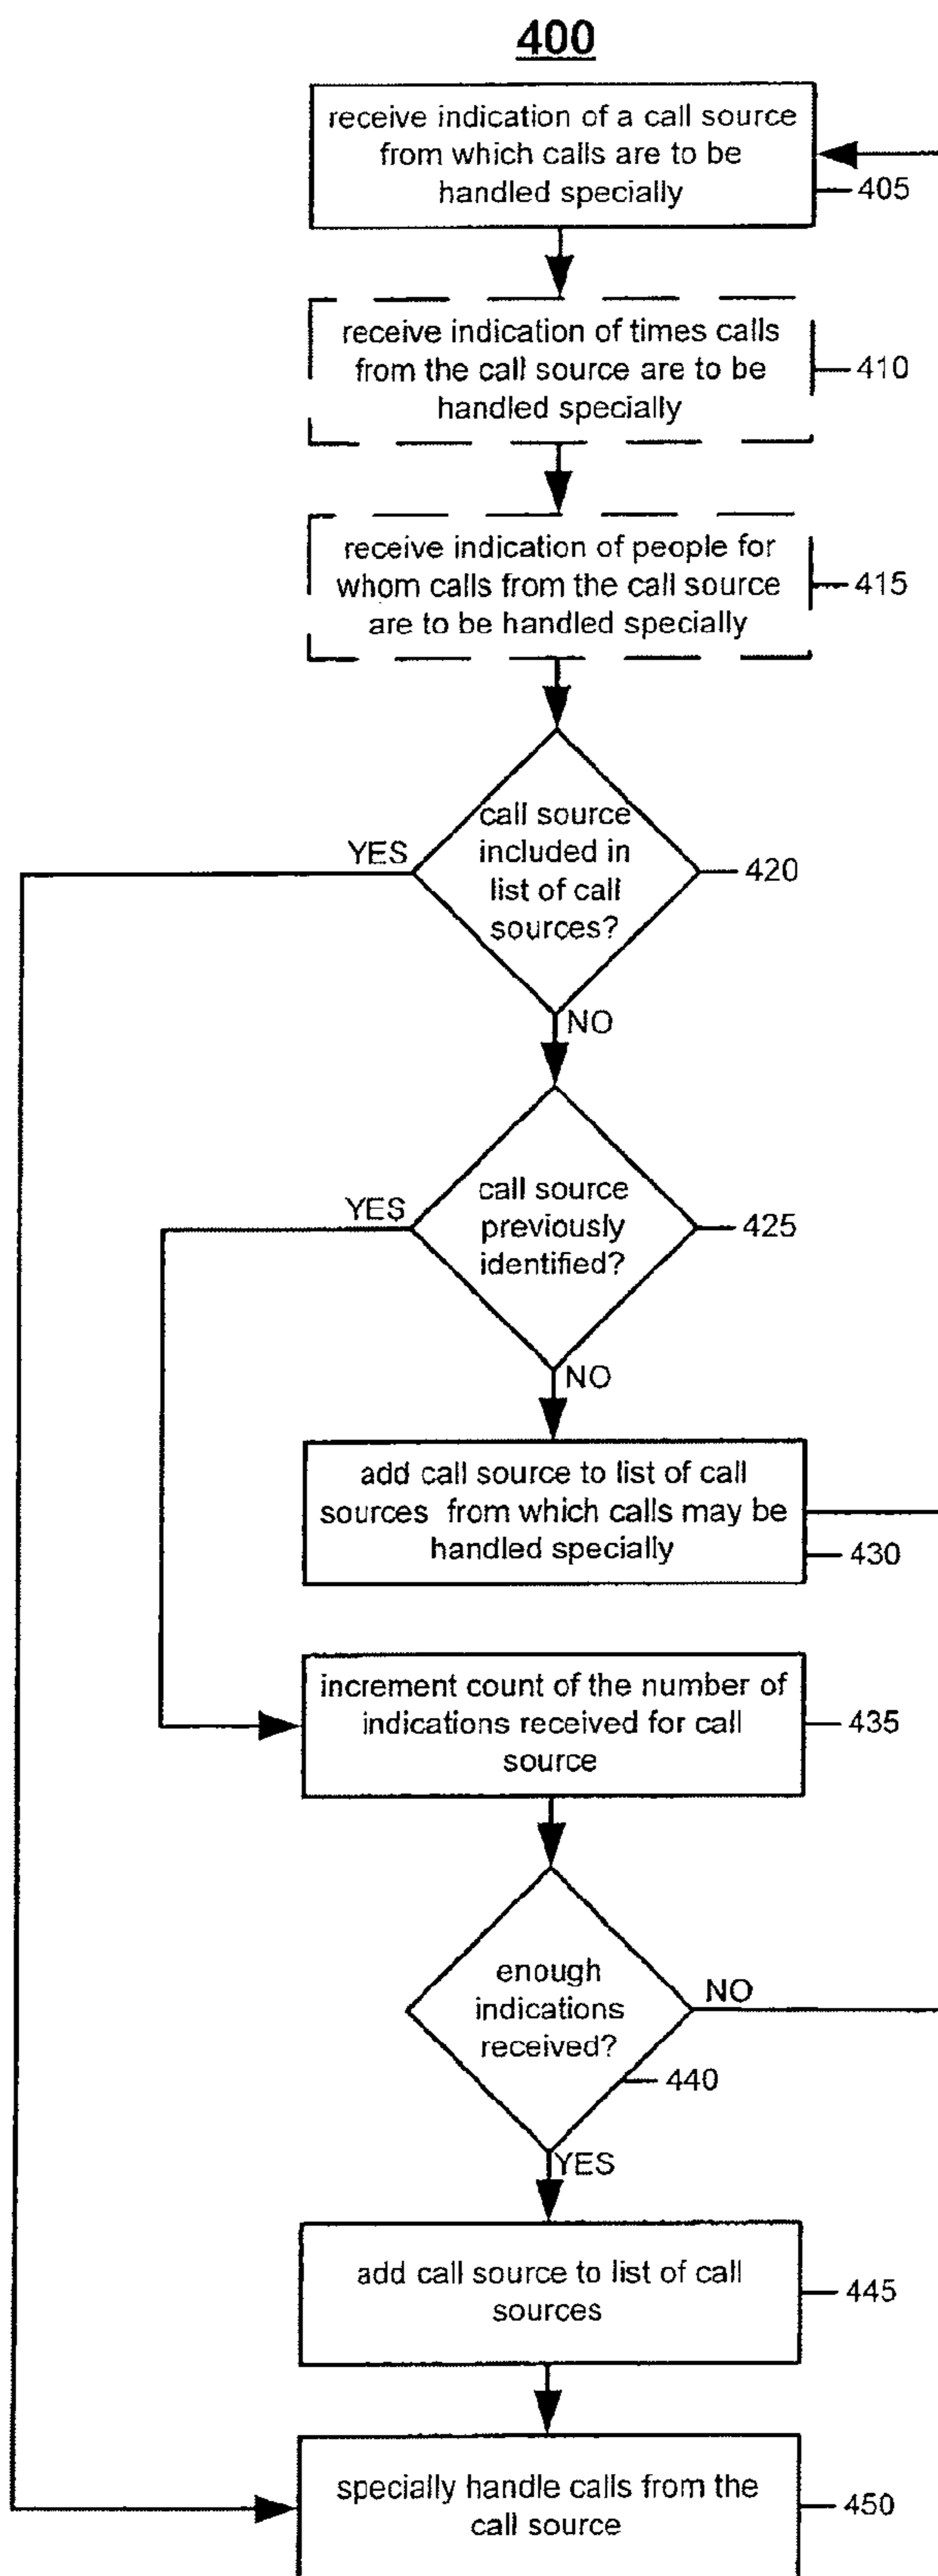 400
receive indication of a call source
from which calls are to be
handled specially
405
receive indication of times calls
from the call source are to be
handled specially
410
receive indication of people for
whom calls from the call source
are to be handled specially
415
call source
included in
list of call
sources?
YES
420
NO
call source
previously
identified?
YES
425
NO
add call source to list of call
sources from which calls may be
handled specially
430
increment count of the number of
indications received for call
source
435
enough
indications
received?
NO
440
YES
add call source to list of call
sources
445
specially handle calls from the
call source
450